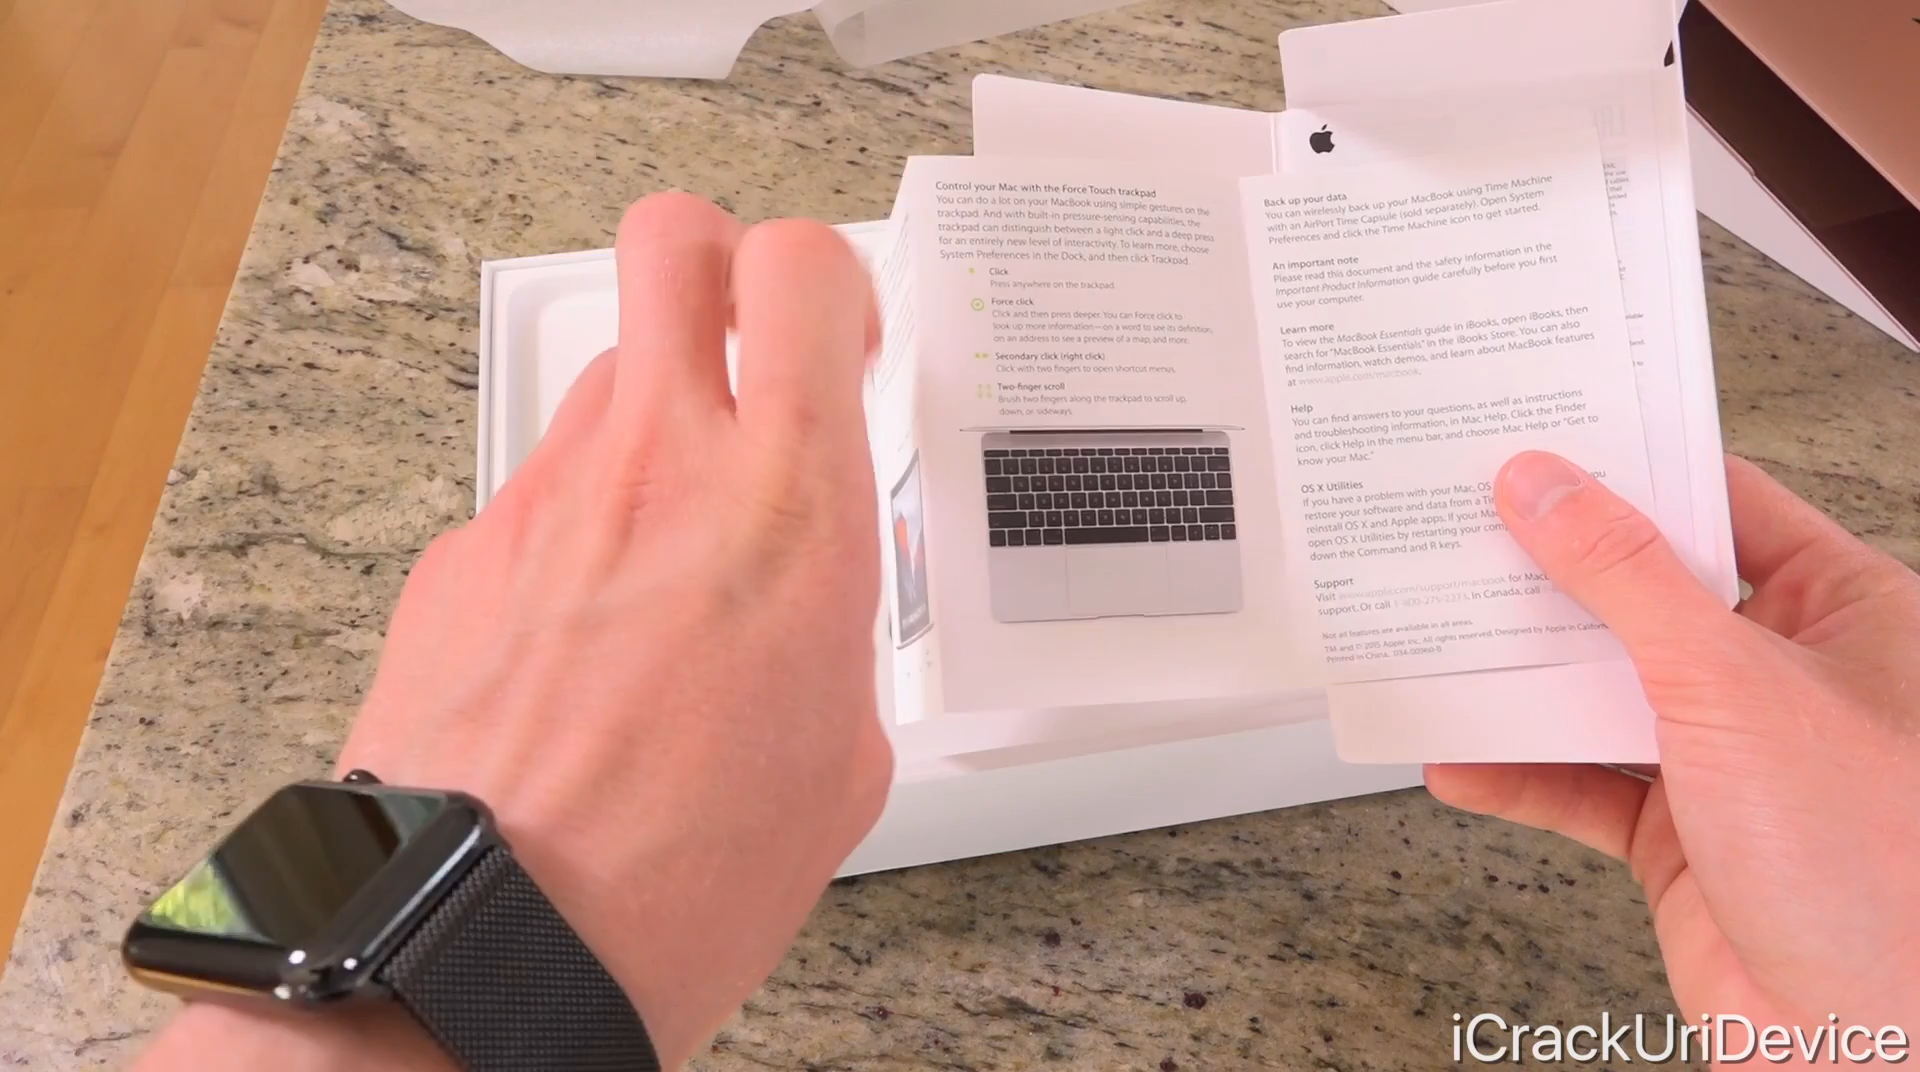 Control your Mac with the Force Touch trackpad
You can do a lot on your MacBook using simple gestures on the
trackpad. And with built-in pressure-sensing capabilities, the
trackpad can distinguish between a light click and a deep press
for an entirely new level of interactivity. To learn more, choose
System Preferences in the Dock, and then click Trackpad.
Click
Press anywhere on the trackpad.
Force click
Click and then press deeper. You can Force click to
look up more information—on a word to see its definition,
on an address to see a preview of a map, and more.
Secondary click (right click)
Click with two fingers to open shortcut menus.
Two-finger scroll
Brush two fingers along the trackpad to scroll up,
down, or sideways.
Back up your data
You can wirelessly back up your MacBook using Time Machine
with an AirPort Time Capsule (sold separately). Open System
Preferences and click the Time Machine icon to get started.
An important note
Please read this document and the safety information in the
Important Product Information guide carefully before you first
use your computer.
Learn more
To view the MacBook Essentials guide in iBooks, open iBooks, then
search for "MacBook Essentials" in the iBooks Store. You can also
find information, watch demos, and learn about MacBook features
at www.apple.com/macbook.
Help
You can find answers to your questions, as well as instructions
and troubleshooting information, in Mac Help. Click the Finder
icon, click Help in the menu bar, and choose Mac Help or "Get to
know your Mac."
OS X Utilities
If you have a problem with your Mac, OS you
restore your software and data from a
reinstall OS X and Apple apps. If your Mac
open OS X Utilities by restarting your
down the Command and R keys.
Support
Visit www.apple.com/support/macbook for
support. Or call 1-800-275-2273. In Canada, call
Not all features are available in all areas.
TM and © 2015 Apple Inc. All rights reserved. Designed by Apple in
Printed in China. 034-00960-B
iCrackUriDevice